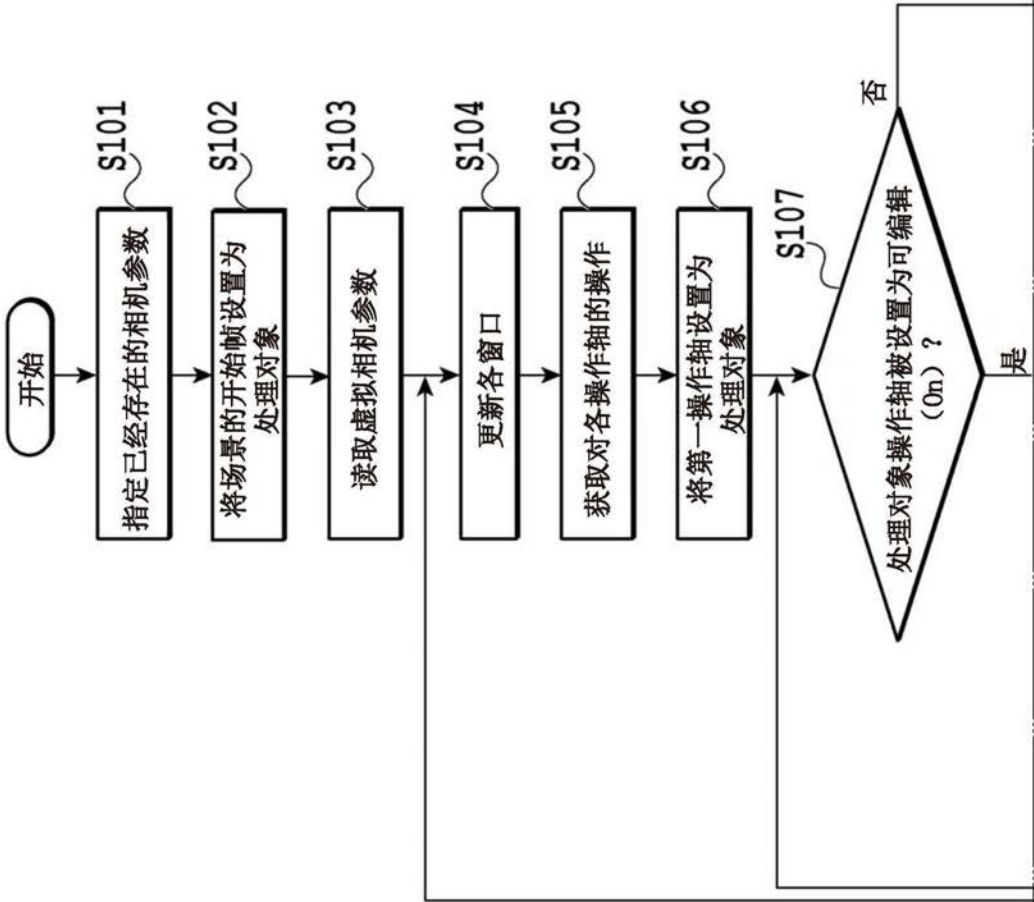 开始
指定已经存在的相机参数
S101
将场景的开始帧设置为
处理对象
S102
读取虚拟相机参数
S103
更新各窗口
S104
获取对各操作轴的操作
S105
将第一操作轴设置为
处理对象
S106
S107
处理对象操作轴被设置为可编辑
(On)?
否
是